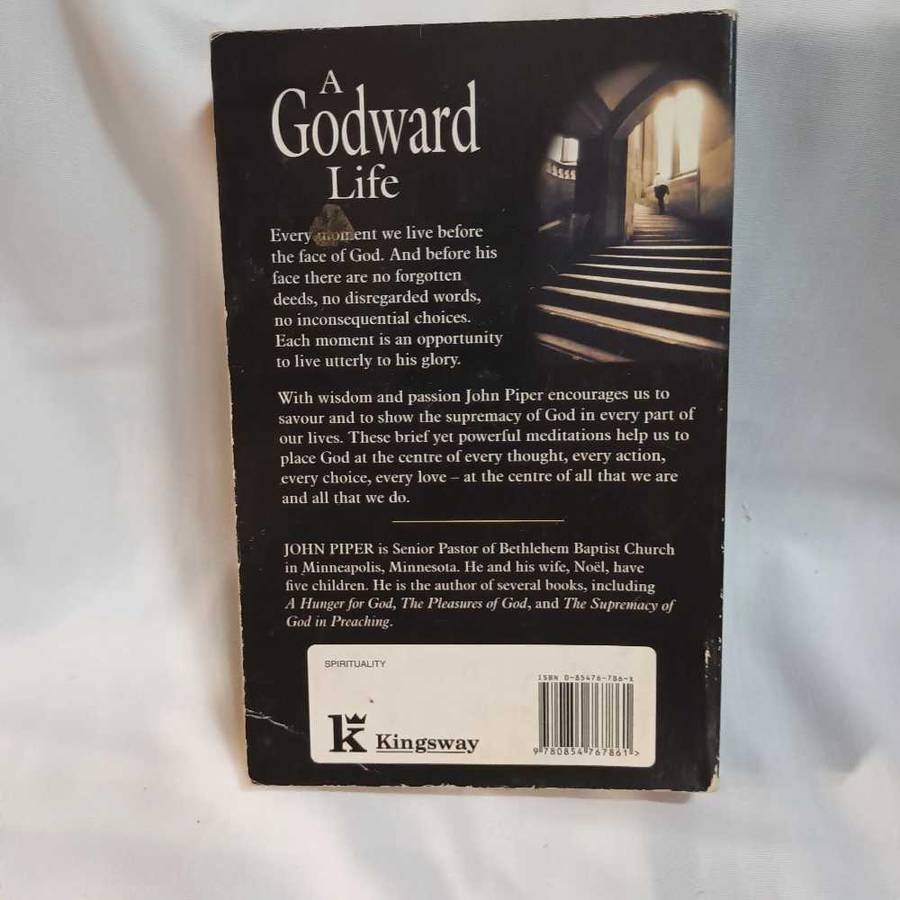 A
Godward
Life
Every moment we live before
the face of God. And before his
face there are no forgotten
deeds, no disregarded words,
no inconsequential choices.
Each moment is an opportunity
to live utterly to his glory.
With wisdom and passion John Piper encourages us to
savour and to show the supremacy of God in every part of
our lives. These brief yet powerful meditations help us to
place God at the centre of every thought, every action,
every choice, every love – at the centre of all that we are
and all that we do.
JOHN PIPER is Senior Pastor of Bethlehem Baptist Church
in Minneapolis, Minnesota. He and his wife, Noël, have
five children. He is the author of several books, including
A Hunger for God, The Pleasures of God, and The Supremacy of
God in Preaching.
SPIRITUALITY
ISBN 0-85476-786-X
k Kingsway
9 780854 767861 >